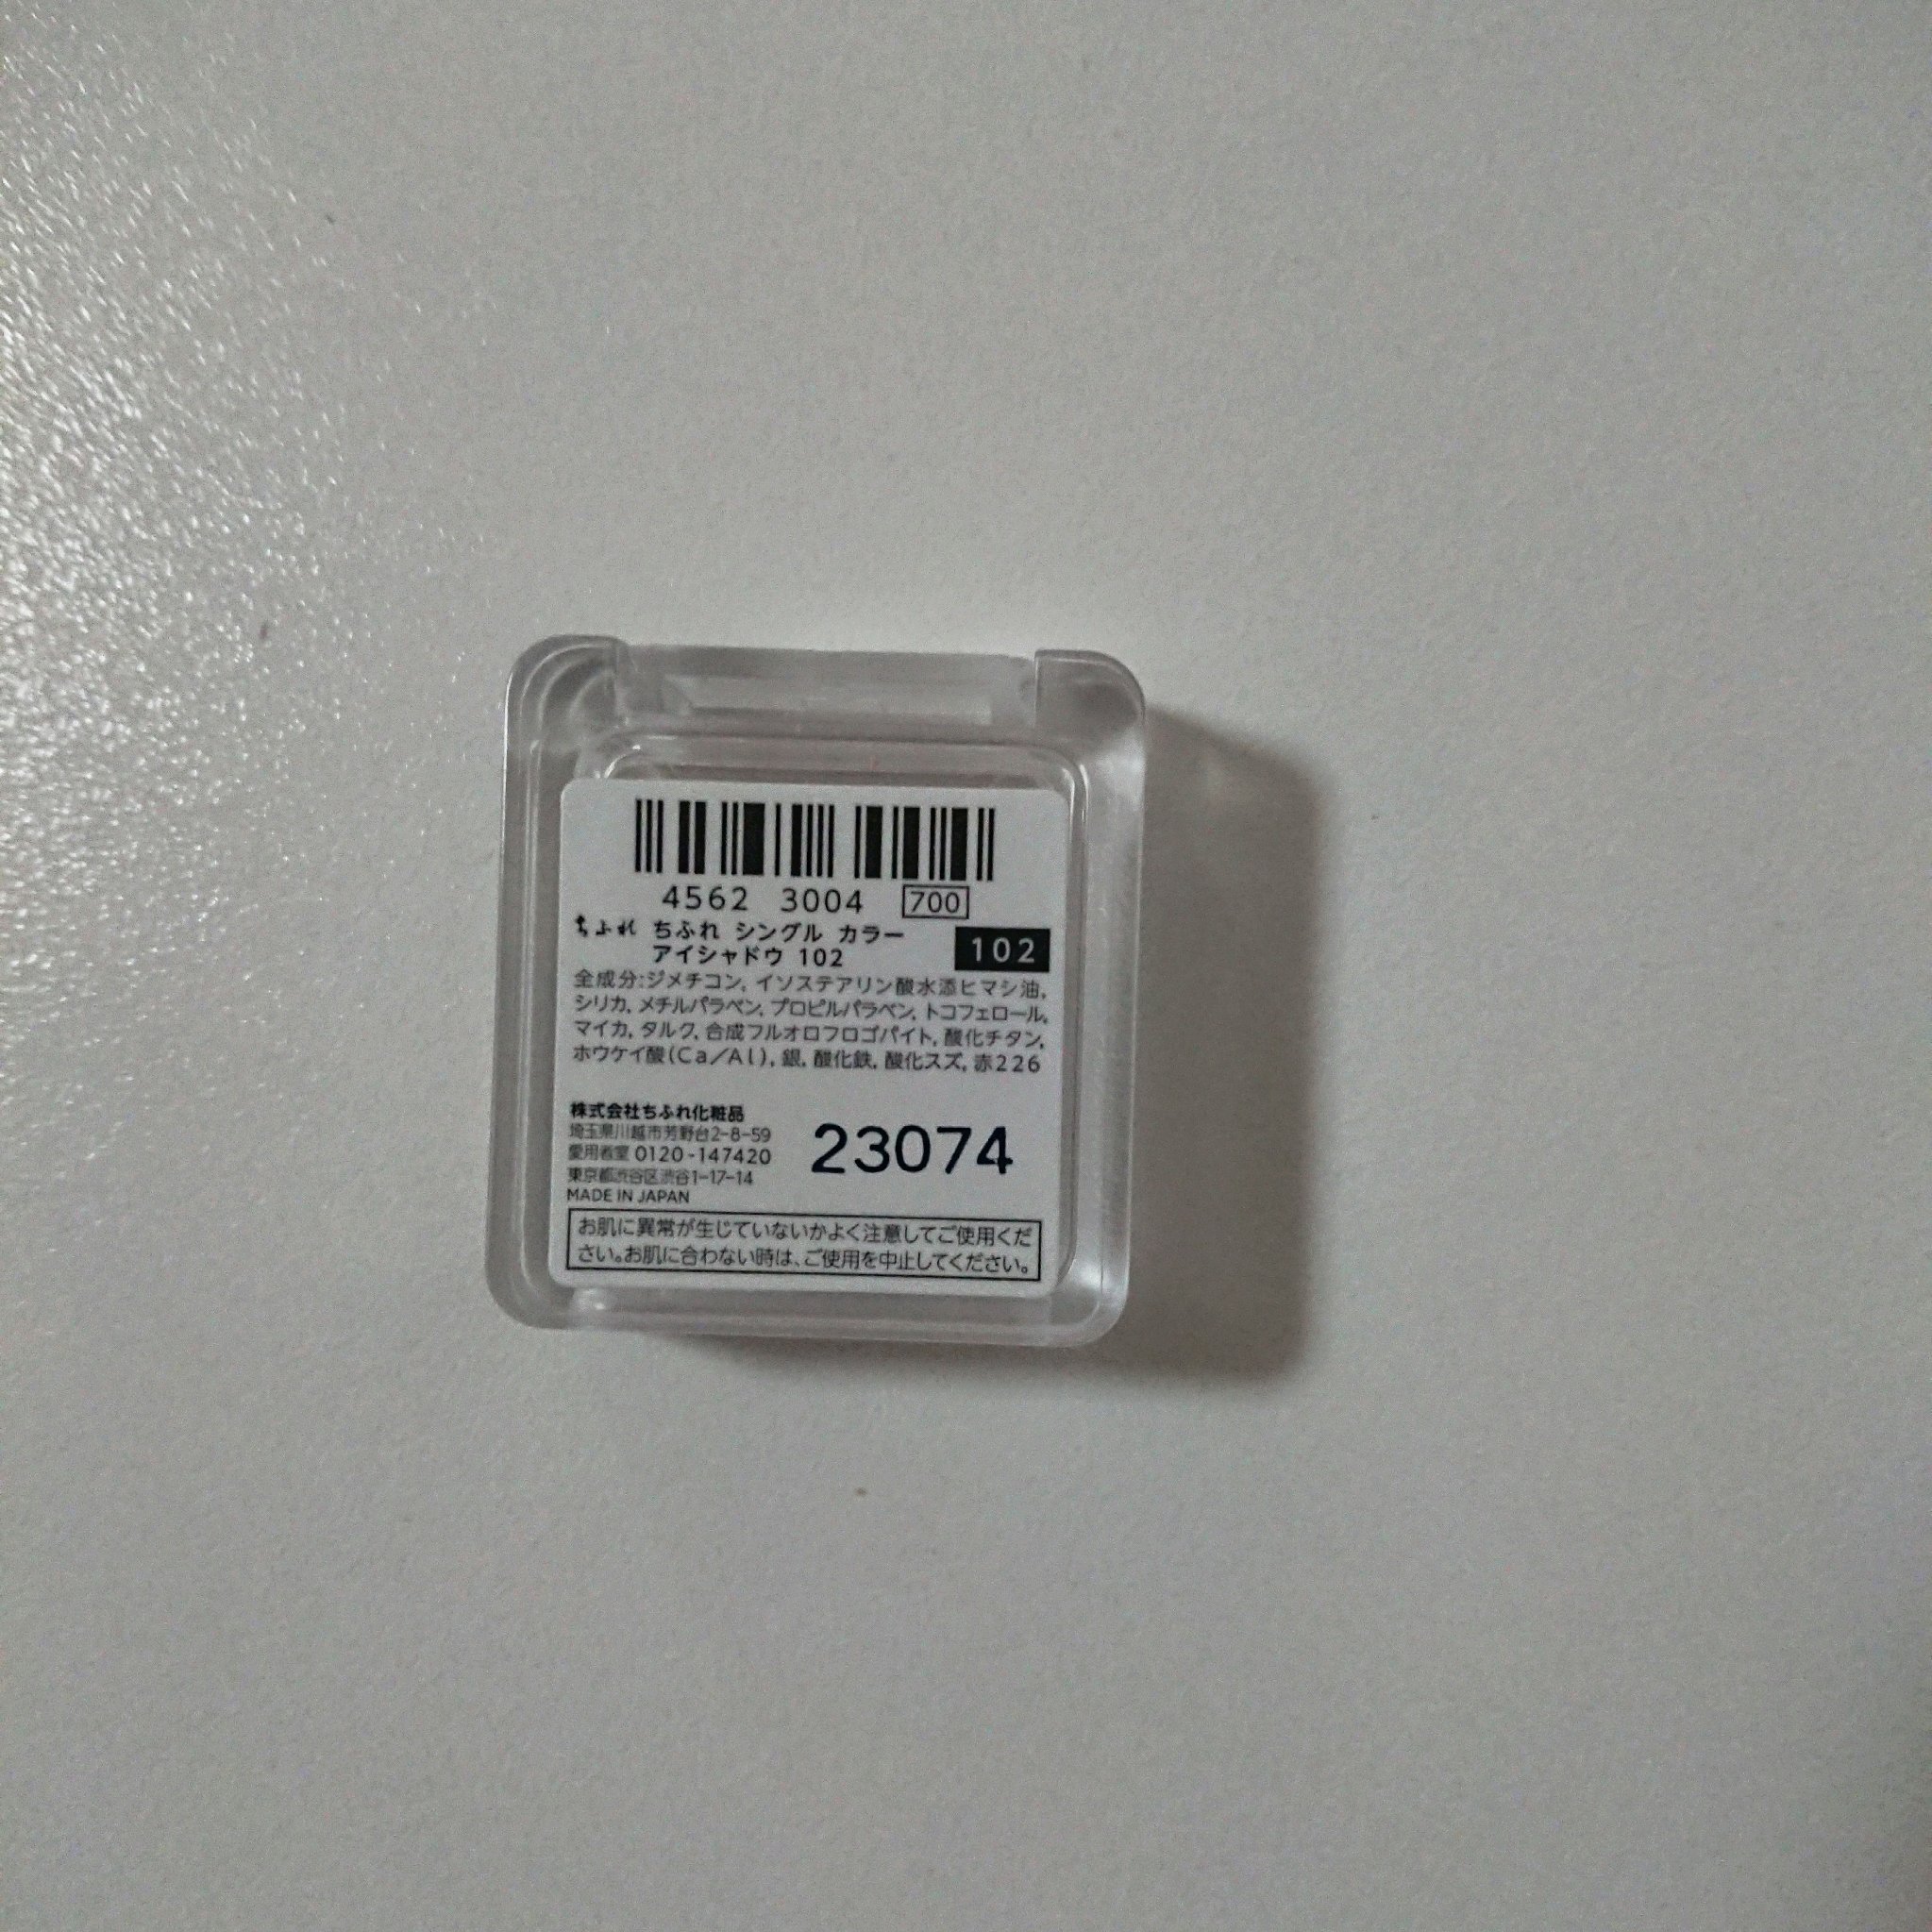 4562 3004 700
ちふれ ちふれ シングル カラー
アイシャドウ 102
102
全成分:ジメチコン, イソステアリン酸水添ヒマシ油,
シリカ, メチルパラベン, プロピルパラベン, トコフェロール,
マイカ, タルク, 合成フルオロフロゴパイト, 酸化チタン,
ホウケイ酸(Ca/Al), 銀, 酸化鉄, 酸化スズ, 赤226
株式会社ちふれ化粧品
埼玉県川越市芳野台2-8-59
愛用者室 0120-147420
東京都渋谷区渋谷1-17-14
MADE IN JAPAN
23074
お肌に異常が生じていないかよく注意してご使用くだ
さい。お肌に合わない時は、ご使用を中止してください。